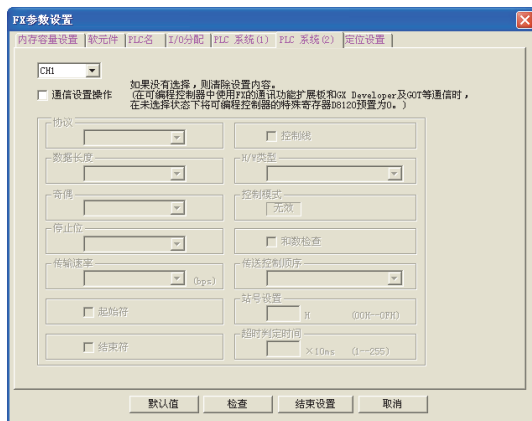 FX参数设置
内存容量设置 软元件 PLC名 I/O分配 PLC 系统(1) PLC 系统(2) 定位设置
CH1
通信设置操作
如果没有选择，则清除设置内容。
(在可编程控制器中使用FX的通讯功能扩展板和GX Developer及GOT等通信时，
在未选择状态下将可编程控制器的特殊寄存器D8120预置为0。)
协议
控制线
数据长度
H/W类型
奇偶
控制模式
无效
停止位
和数检查
传输速率
(bps)
传送控制顺序
起始符
站号设置
H (00H--0FH)
结束符
超时判定时间
×10ms (1--255)
默认值 检查 结束设置 取消